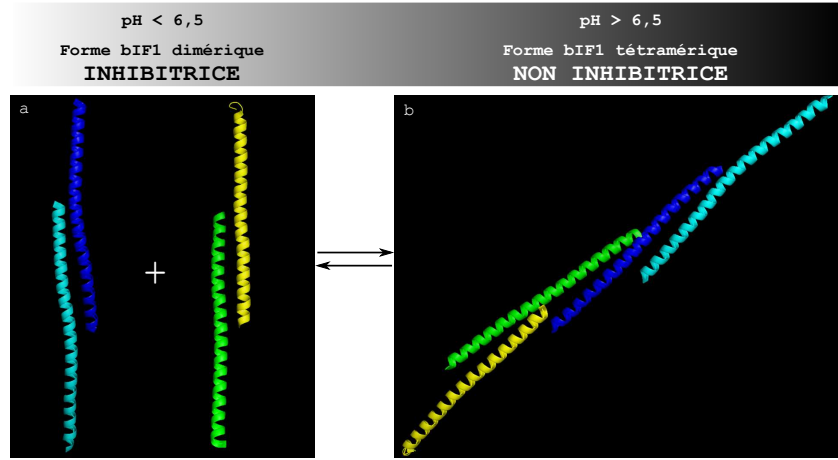 pH < 6,5
Forme bIF1 dimérique
INHIBITRICE
pH > 6,5
Forme bIF1 tétramérique
NON INHIBITRICE
a
+
b